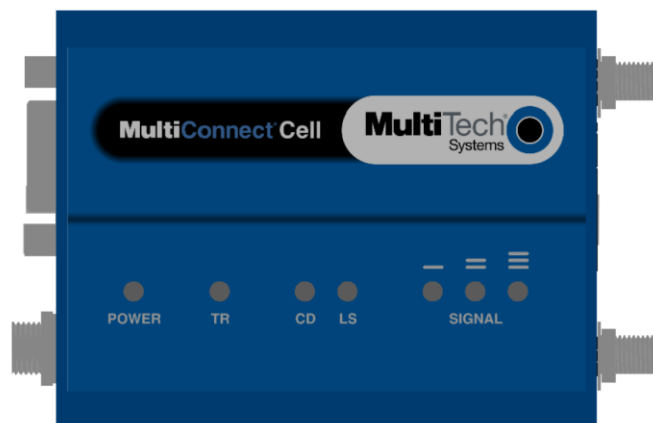 MultiConnect® Cell
MultiTech®
Systems
POWER TR CD LS SIGNAL